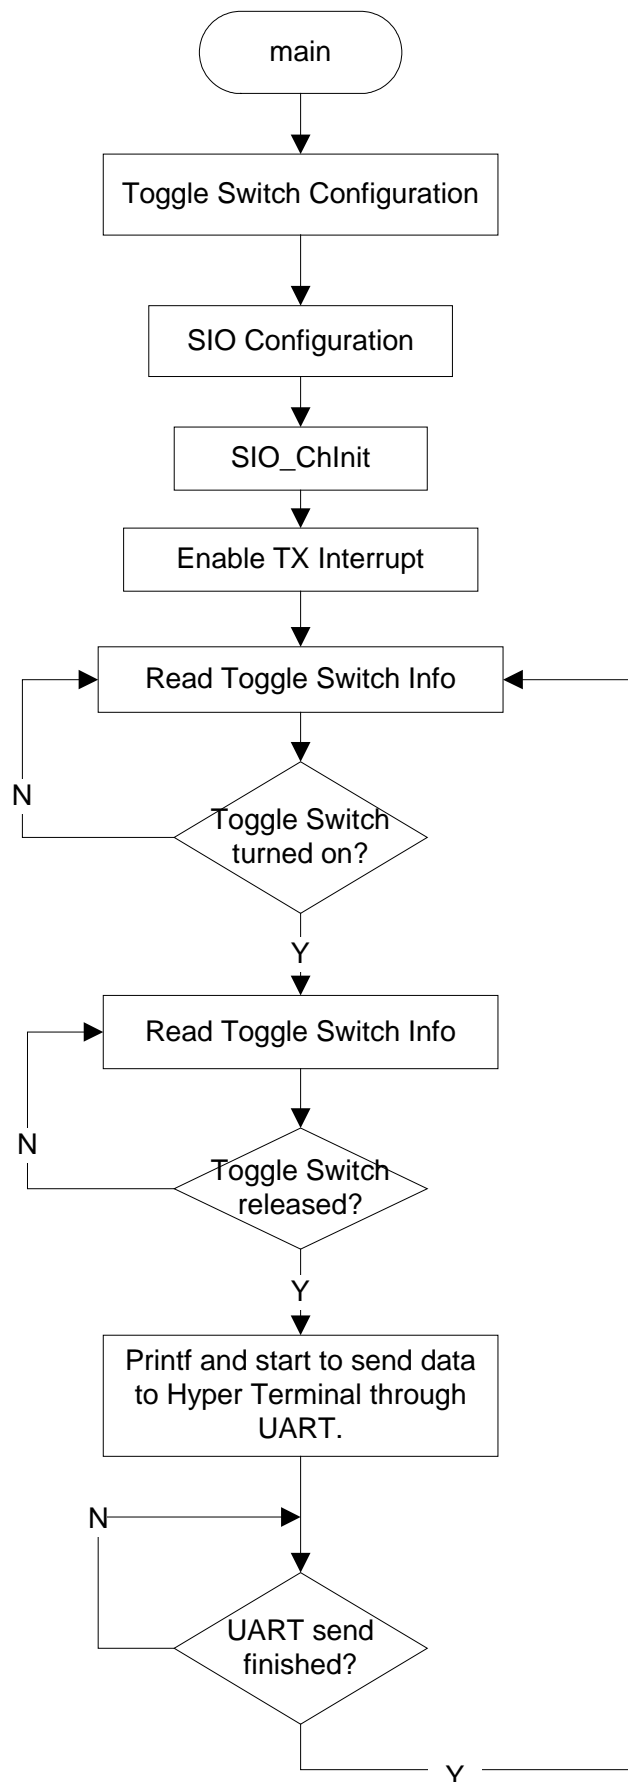 main
Toggle Switch Configuration
SIO Configuration
SIO_ChInit
Enable TX Interrupt
Read Toggle Switch Info
N
Toggle Switch
turned on?
Y
Read Toggle Switch Info
N
Toggle Switch
released?
Y
Printf and start to send data
to Hyper Terminal through
UART.
N
UART send
finished?
Y